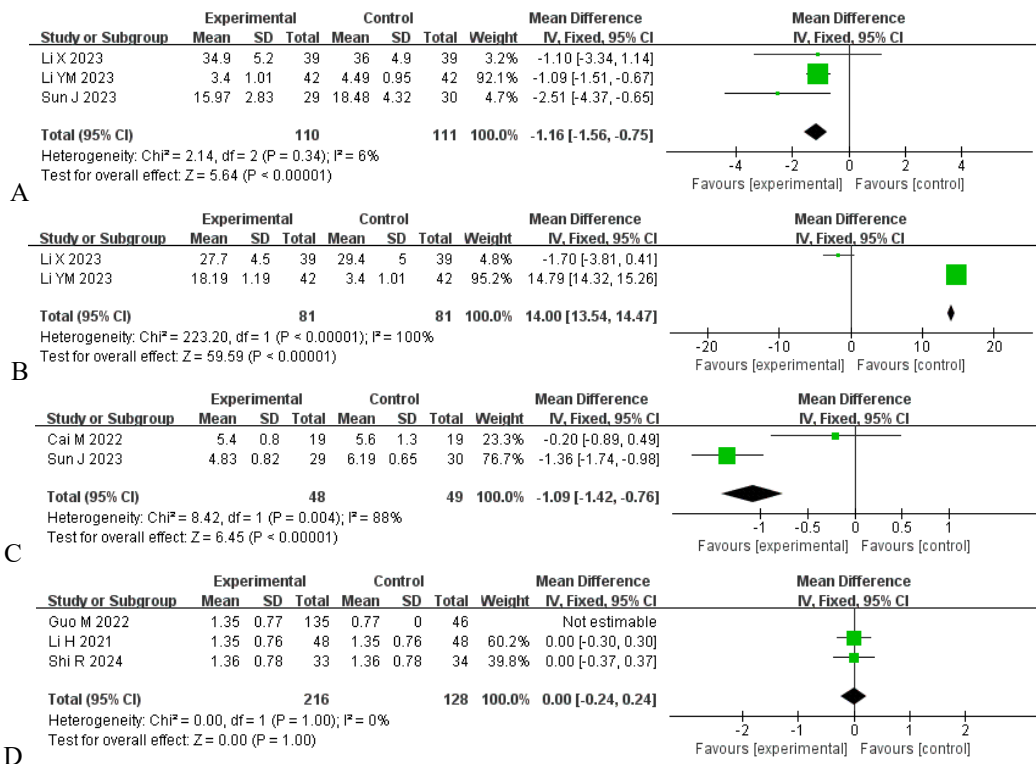 Experimental Control Mean Difference Mean Difference
Study or Subgroup Mean SD Total Mean SD Total Weight IV, Fixed, 95% CI IV, Fixed, 95% CI
Li X 2023 34.9 5.2 39 36 4.9 39 3.2% -1.10 [-3.34, 1.14]
Li YM 2023 3.4 1.01 42 4.49 0.95 42 92.1% -1.09 [-1.51, -0.67]
Sun J 2023 15.97 2.83 29 18.48 4.32 30 4.7% -2.51 [-4.37, -0.65]
Total (95% CI) 110 111 100.0% -1.16 [-1.56, -0.75]
Heterogeneity: Chi² = 2.14, df = 2 (P = 0.34); I² = 6%
Test for overall effect: Z = 5.64 (P < 0.00001)
-4 -2 0 2 4
Favours [experimental] Favours [control]
A
Experimental Control Mean Difference Mean Difference
Study or Subgroup Mean SD Total Mean SD Total Weight IV, Fixed, 95% CI IV, Fixed, 95% CI
Li X 2023 27.7 4.5 39 29.4 5 39 4.8% -1.70 [-3.81, 0.41]
Li YM 2023 18.19 1.19 42 3.4 1.01 42 95.2% 14.79 [14.32, 15.26]
Total (95% CI) 81 81 100.0% 14.00 [13.54, 14.47]
Heterogeneity: Chi² = 223.20, df = 1 (P < 0.00001); I² = 100%
Test for overall effect: Z = 59.59 (P < 0.00001)
-20 -10 0 10 20
Favours [experimental] Favours [control]
B
Experimental Control Mean Difference Mean Difference
Study or Subgroup Mean SD Total Mean SD Total Weight IV, Fixed, 95% CI IV, Fixed, 95% CI
Cai M 2022 5.4 0.8 19 5.6 1.3 19 23.3% -0.20 [-0.89, 0.49]
Sun J 2023 4.83 0.82 29 6.19 0.65 30 76.7% -1.36 [-1.74, -0.98]
Total (95% CI) 48 49 100.0% -1.09 [-1.42, -0.76]
Heterogeneity: Chi² = 8.42, df = 1 (P = 0.004); I² = 88%
Test for overall effect: Z = 6.45 (P < 0.00001)
-1 -0.5 0 0.5 1
Favours [experimental] Favours [control]
C
Experimental Control Mean Difference Mean Difference
Study or Subgroup Mean SD Total Mean SD Total Weight IV, Fixed, 95% CI IV, Fixed, 95% CI
Guo M 2022 1.35 0.77 135 0.77 0 46 Not estimable
Li H 2021 1.35 0.76 48 1.35 0.76 48 60.2% 0.00 [-0.30, 0.30]
Shi R 2024 1.36 0.78 33 1.36 0.78 34 39.8% 0.00 [-0.37, 0.37]
Total (95% CI) 216 128 100.0% 0.00 [-0.24, 0.24]
Heterogeneity: Chi² = 0.00, df = 1 (P = 1.00); I² = 0%
Test for overall effect: Z = 0.00 (P = 1.00)
-2 -1 0 1 2
Favours [experimental] Favours [control]
D